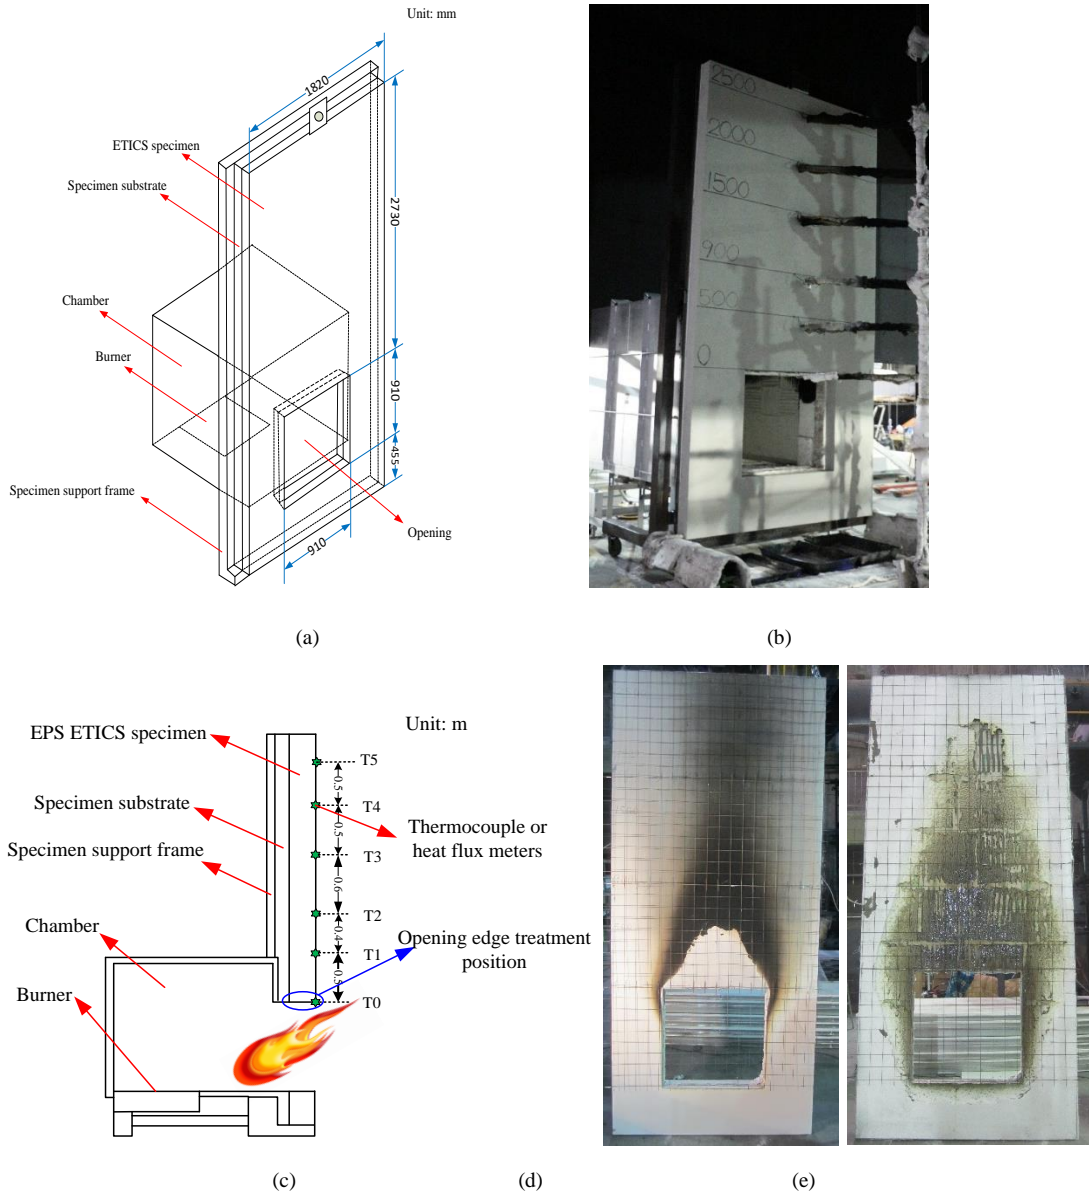 Unit: mm
1820
ETICS specimen
Specimen substrate
2730
Chamber
Burner
910
455
Specimen support frame
Opening
910
(a)
2500
2000
1500
900
500
0
(b)
Unit: m
EPS ETICS specimen
T5
0.5
Specimen substrate
T4
Thermocouple or
heat flux meters
0.5
Specimen support frame
T3
0.6
T2
Chamber
0.4
Opening edge treatment
position
T1
0.5
Burner
T0
(c)
(d)
(e)